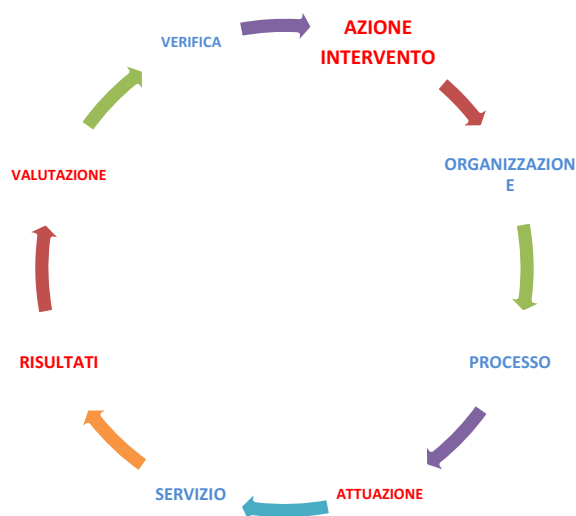 AZIONE
INTERVENTO
ORGANIZZAZION
E
PROCESSO
ATTUAZIONE
SERVIZIO
RISULTATI
VALUTAZIONE
VERIFICA